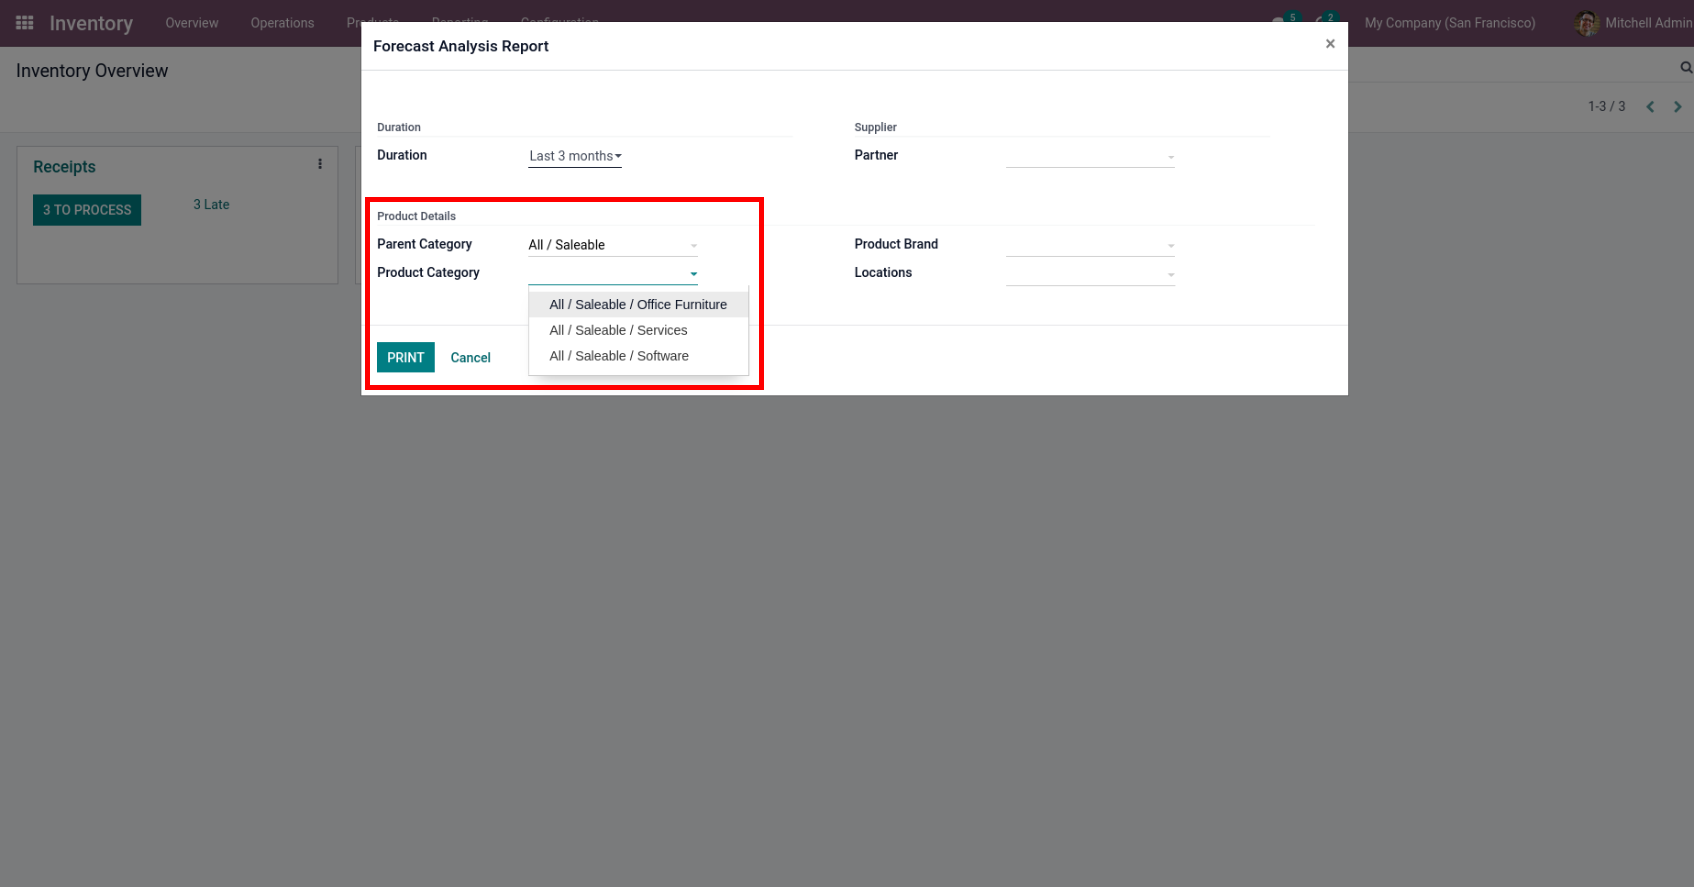 Inventory Overview Operations Products Reporting Configuration 5 2 My Company (San Francisco) Mitchell Admin
Inventory Overview
1-3 / 3
Receipts
3 TO PROCESS 3 Late
Forecast Analysis Report ×
Duration Supplier
Duration Last 3 months Partner
Product Details
Parent Category All / Saleable Product Brand
Product Category Locations
All / Saleable / Office Furniture
All / Saleable / Services
All / Saleable / Software
PRINT Cancel